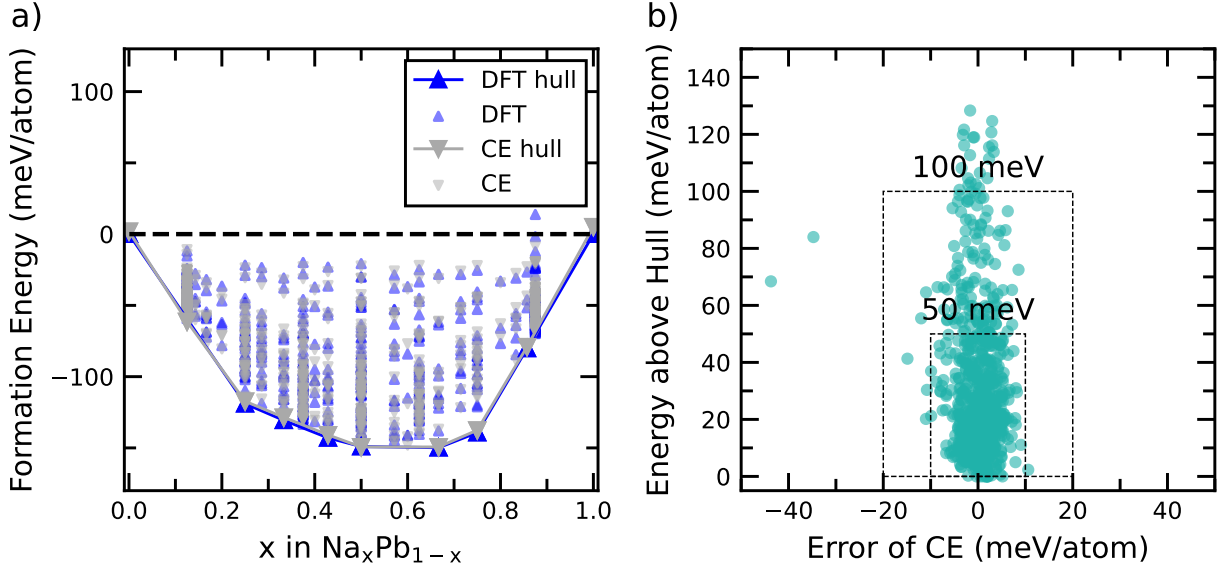 a)
Formation Energy (meV/atom)
100
0
−100
0.0 0.2 0.4 0.6 0.8 1.0
x in NaₓPb₁₋ₓ
DFT hull
DFT
CE hull
CE
b)
Energy above Hull (meV/atom)
140
120
100
80
60
40
20
0
−40 −20 0 20 40
Error of CE (meV/atom)
100 meV
50 meV